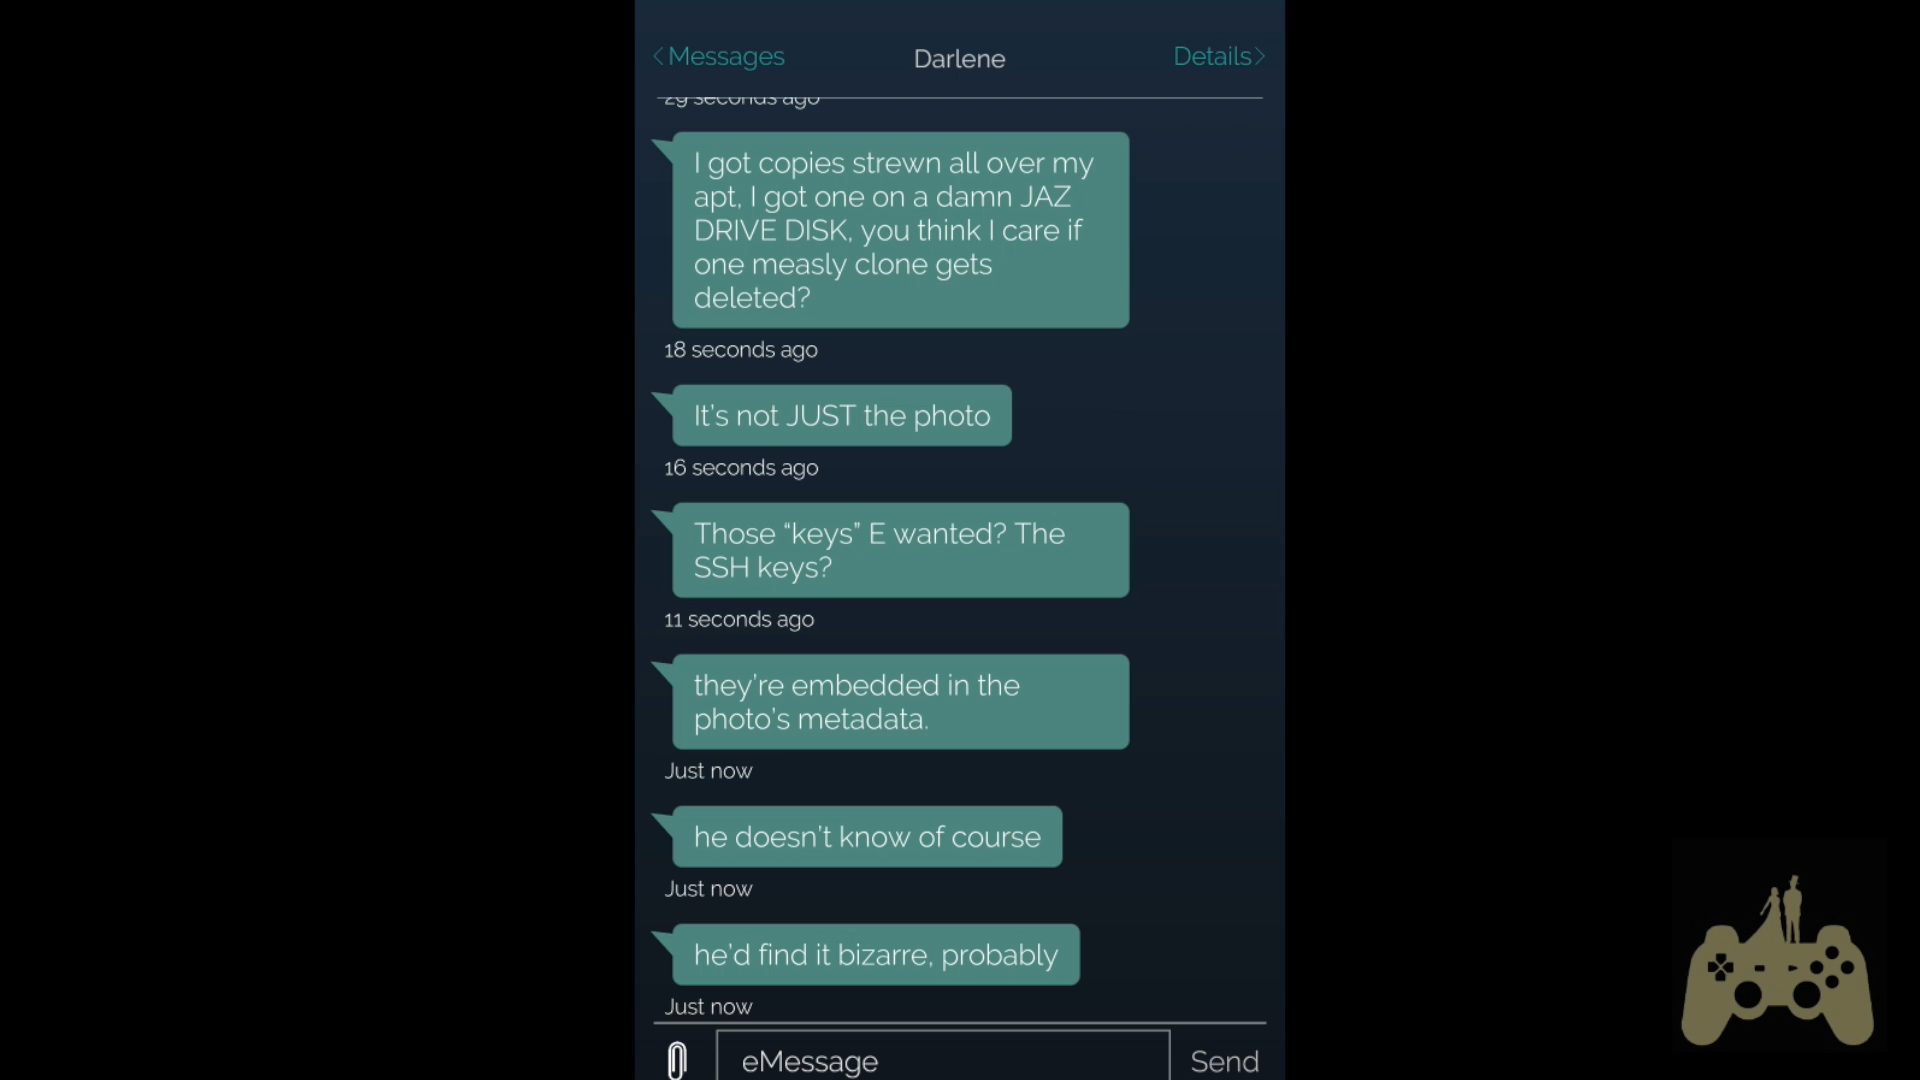 Messages
Darlene
Details
29 seconds ago
I got copies strewn all over my
apt, I got one on a damn JAZ
DRIVE DISK, you think I care if
one measly clone gets
deleted?
18 seconds ago
It's not JUST the photo
16 seconds ago
Those “keys” E wanted? The
SSH keys?
11 seconds ago
they're embedded in the
photo's metadata.
Just now
he doesn't know of course
Just now
he'd find it bizarre, probably
Just now
eMessage
Send